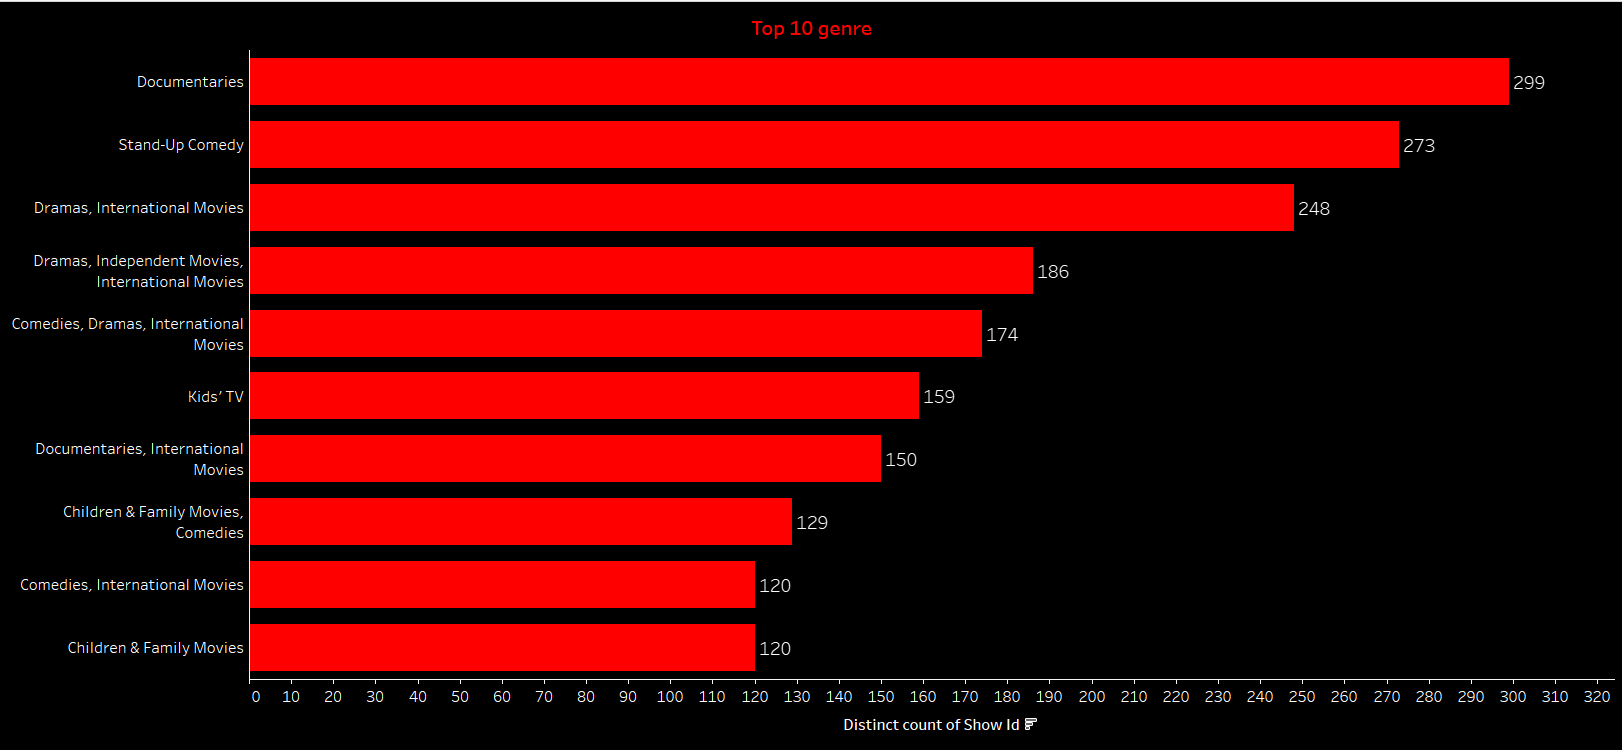 Top 10 genre
Documentaries
299
Stand-Up Comedy
273
Dramas, International Movies
248
Dramas, Independent Movies,
International Movies
186
Comedies, Dramas, International
Movies
174
Kids’ TV
159
Documentaries, International
Movies
150
Children & Family Movies,
Comedies
129
Comedies, International Movies
120
Children & Family Movies
120
0 10 20 30 40 50 60 70 80 90 100 110 120 130 140 150 160 170 180 190 200 210 220 230 240 250 260 270 280 290 300 310 320
Distinct count of Show Id